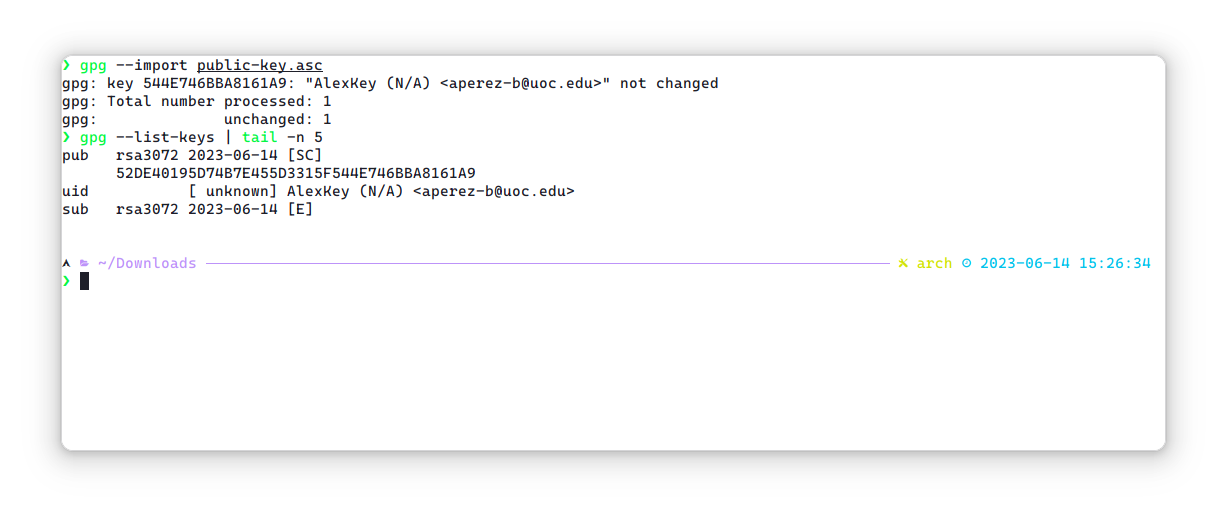 ❯ gpg --import public-key.asc
gpg: key 544E746BBA8161A9: "AlexKey (N/A) <aperez-b@uoc.edu>" not changed
gpg: Total number processed: 1
gpg:              unchanged: 1
❯ gpg --list-keys | tail -n 5
pub   rsa3072 2023-06-14 [SC]
      52DE40195D74B7E455D3315F544E746BBA8161A9
uid           [ unknown] AlexKey (N/A) <aperez-b@uoc.edu>
sub   rsa3072 2023-06-14 [E]
~/Downloads arch 2023-06-14 15:26:34
❯